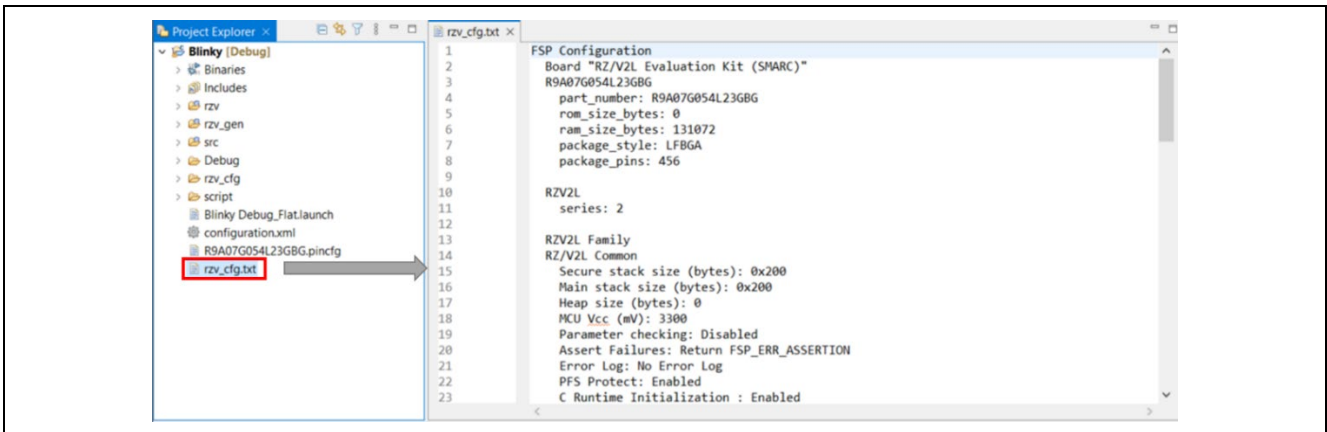 Project Explorer
Blinky [Debug]
Binaries
Includes
rzv
rzv_gen
src
Debug
rzv_cfg
script
Blinky Debug_Flat.launch
configuration.xml
R9A07G054L23GBG.pincfg
rzv_cfg.txt
rzv_cfg.txt
1 FSP Configuration
2 Board "RZ/V2L Evaluation Kit (SMARC)"
3 R9A07G054L23GBG
4 part_number: R9A07G054L23GBG
5 rom_size_bytes: 0
6 ram_size_bytes: 131072
7 package_style: LFBGA
8 package_pins: 456
9
10 RZV2L
11 series: 2
12
13 RZV2L Family
14 RZ/V2L Common
15 Secure stack size (bytes): 0x200
16 Main stack size (bytes): 0x200
17 Heap size (bytes): 0
18 MCU Vcc (mV): 3300
19 Parameter checking: Disabled
20 Assert Failures: Return FSP_ERR_ASSERTION
21 Error Log: No Error Log
22 PFS Protect: Enabled
23 C Runtime Initialization : Enabled